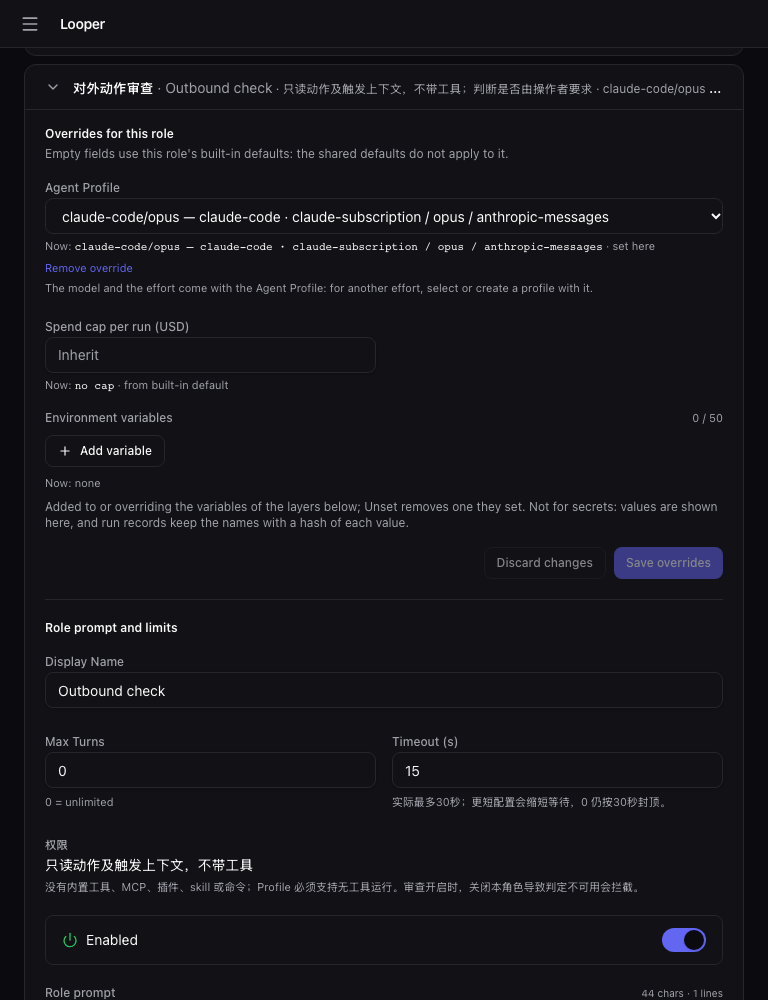 Looper
对外动作审查 · Outbound check · 只读动作及触发上下文，不带工具；判断是否由操作者要求 · claude-code/opus ...
Overrides for this role
Empty fields use this role's built-in defaults: the shared defaults do not apply to it.
Agent Profile
claude-code/opus — claude-code · claude-subscription / opus / anthropic-messages
Now: claude-code/opus — claude-code · claude-subscription / opus / anthropic-messages · set here
Remove override
The model and the effort come with the Agent Profile: for another effort, select or create a profile with it.
Spend cap per run (USD)
Inherit
Now: no cap · from built-in default
Environment variables 0 / 50
Add variable
Now: none
Added to or overriding the variables of the layers below; Unset removes one they set. Not for secrets: values are shown
here, and run records keep the names with a hash of each value.
Discard changes Save overrides
Role prompt and limits
Display Name
Outbound check
Max Turns Timeout (s)
0 15
0 = unlimited 实际最多30秒；更短配置会缩短等待，0 仍按30秒封顶。
权限
只读动作及触发上下文，不带工具
没有内置工具、MCP、插件、skill 或命令；Profile 必须支持无工具运行。审查开启时，关闭本角色导致判定不可用会拦截。
Enabled
Role prompt 44 chars · 1 lines